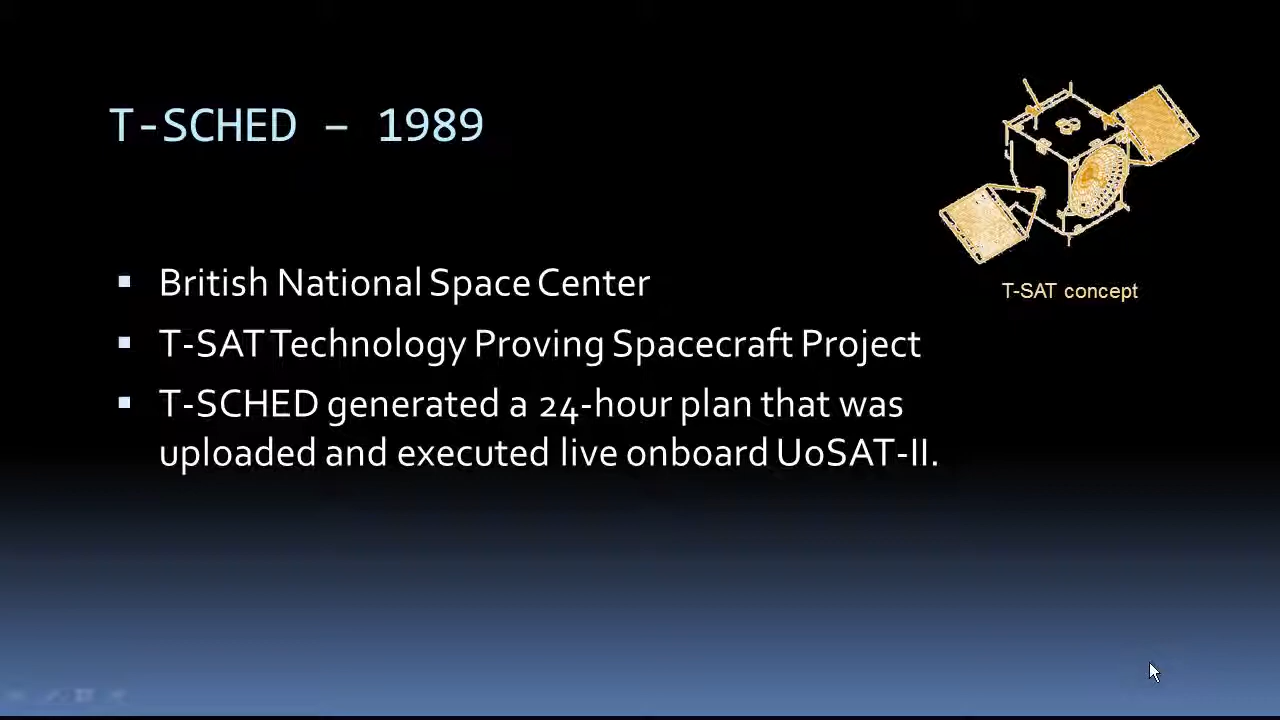 T-SCHED – 1989
T-SAT concept
British National Space Center
T-SAT Technology Proving Spacecraft Project
T-SCHED generated a 24-hour plan that was
uploaded and executed live onboard UoSAT-II.